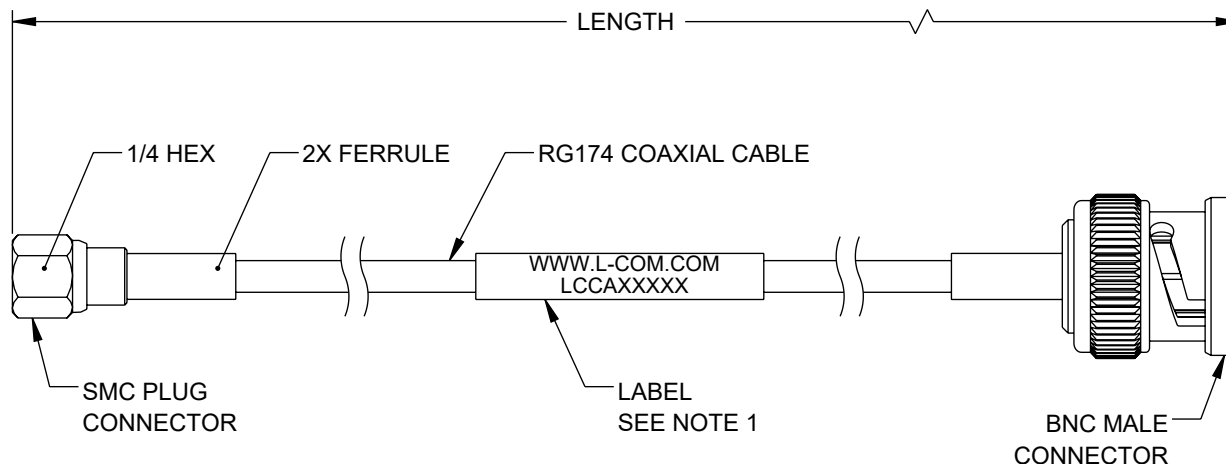 LENGTH
1/4 HEX
2X FERRULE
RG174 COAXIAL CABLE
WWW.L-COM.COM
LCCAXXXXX
SMC PLUG
CONNECTOR
LABEL
SEE NOTE 1
BNC MALE
CONNECTOR